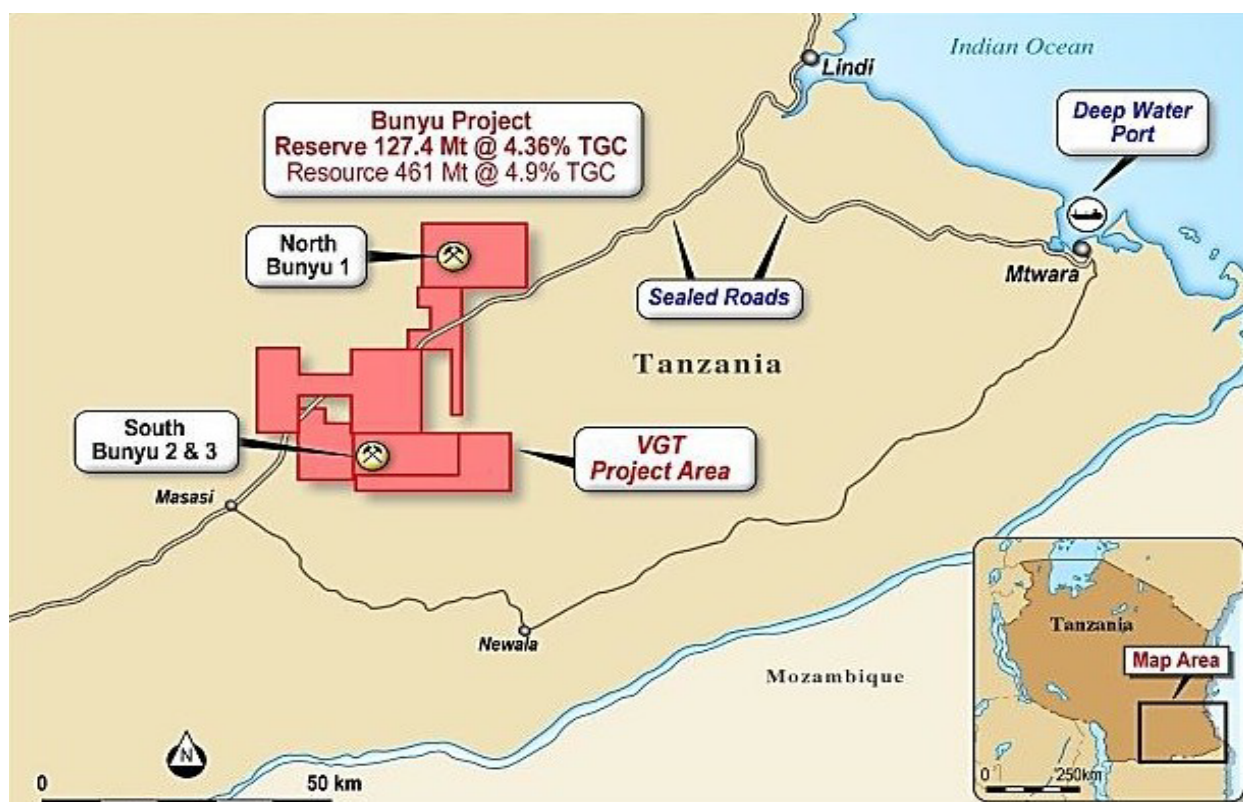 Indian Ocean
Lindi
Deep Water
Port
Bunyu Project
Reserve 127.4 Mt @ 4.36% TGC
Resource 461 Mt @ 4.9% TGC
North
Bunyu 1
Mtwara
Sealed Roads
Tanzania
South
Bunyu 2 & 3
VGT
Project Area
Masasi
Newala
Mozambique
Tanzania
Map Area
N
0 50 km
0 250km